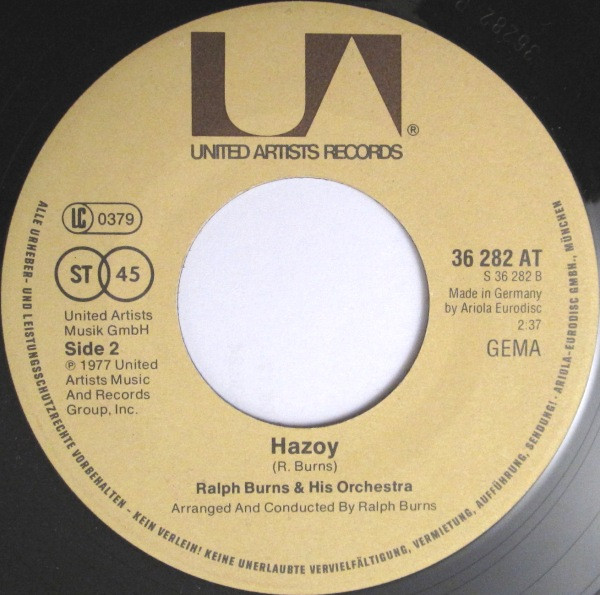 36282 B
UA
®
UNITED ARTISTS RECORDS
LC 0379
ST 45
United Artists
Musik GmbH
Side 2
℗ 1977 United
Artists Music
And Records
Group, Inc.
36 282 AT
S 36 282 B
Made in Germany
by Ariola Eurodisc
2:37
GEMA
Hazoy
(R. Burns)
Ralph Burns & His Orchestra
Arranged And Conducted By Ralph Burns
ALLE URHEBER- UND LEISTUNGSSCHUTZRECHTE VORBEHALTEN - KEIN VERLEIH! KEINE UNERLAUBTE VERVIELFÄLTIGUNG, VERMIETUNG, AUFFÜHRUNG, SENDUNG! · ARIOLA-EURODISC GMBH., MÜNCHEN